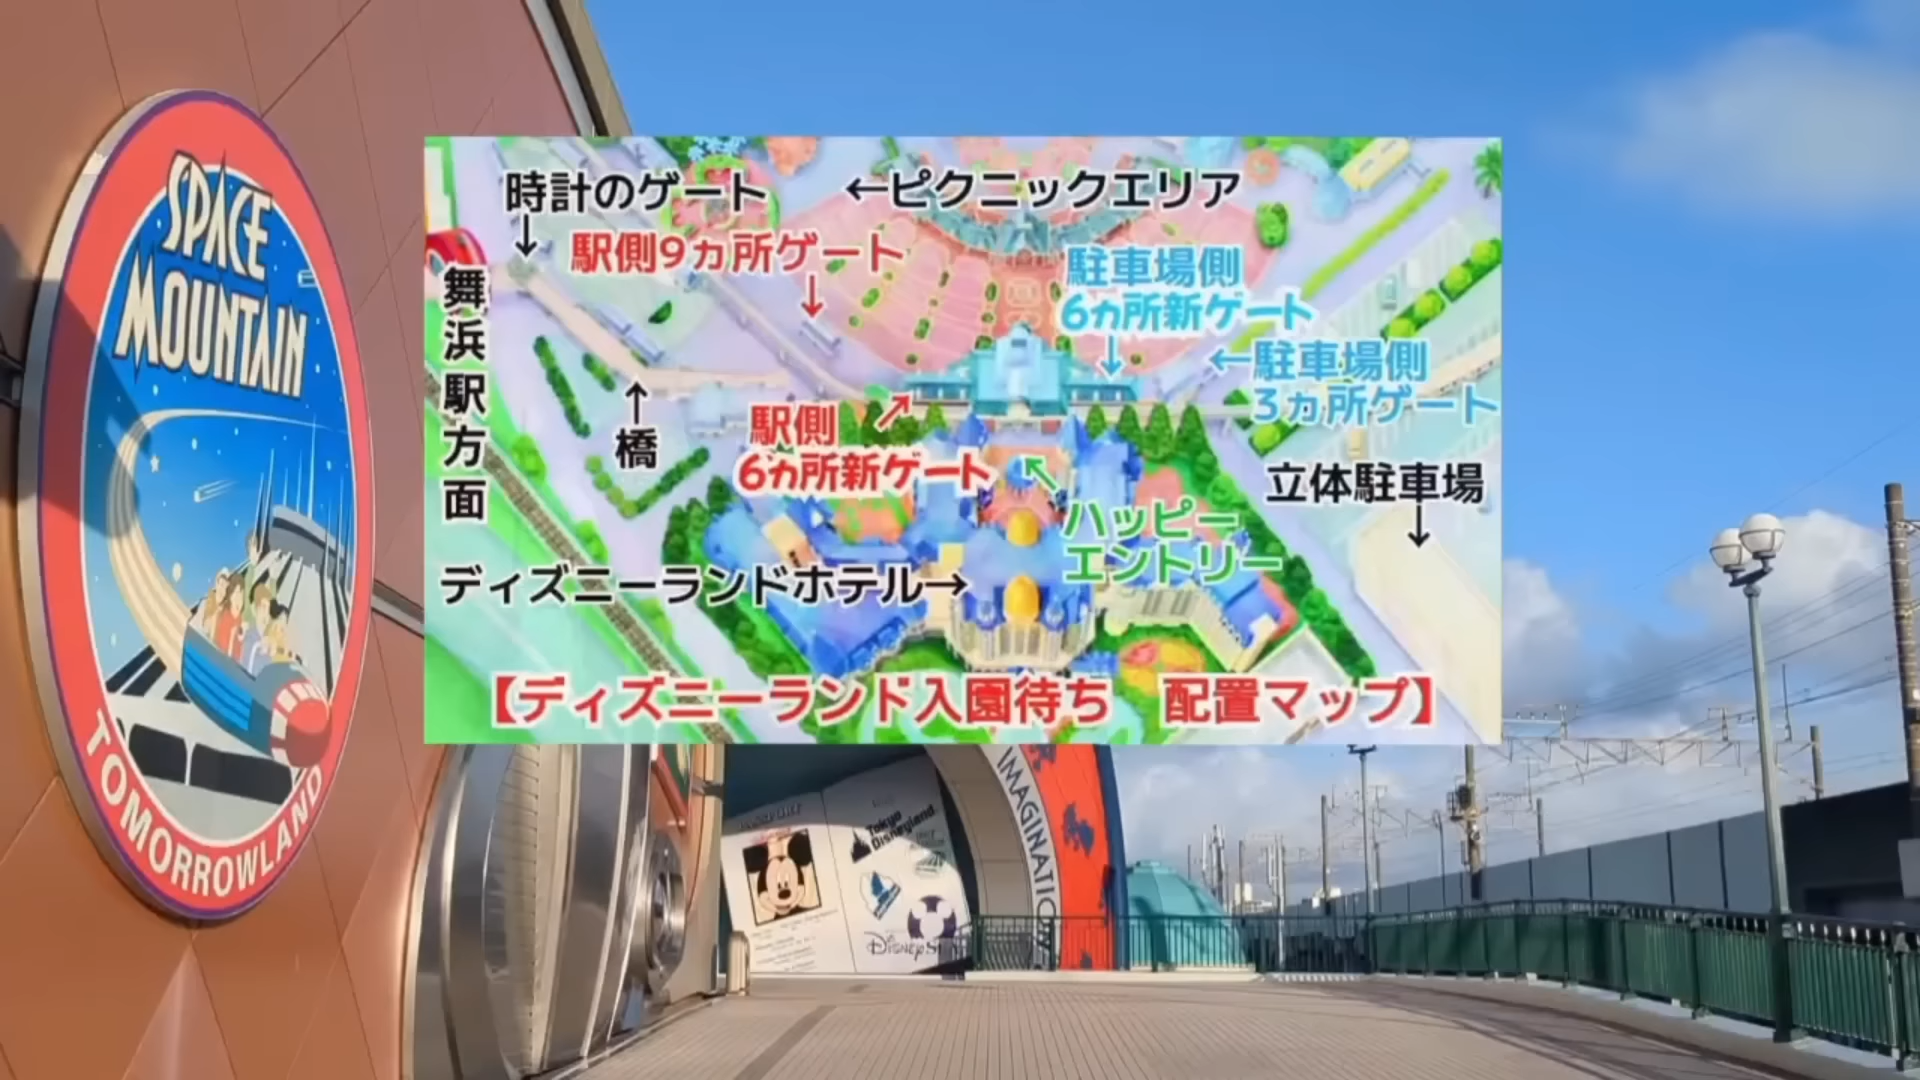 SPACE
MOUNTAIN
TOMORROWLAND
時計のゲート
←ピクニックエリア
↓
駅側9ヵ所ゲート
↓
舞浜駅方面
駐車場側
6ヵ所新ゲート
↓
←駐車場側
3ヵ所ゲート
↑
橋
駅側
6ヵ所新ゲート
↗
↖
ハッピー
エントリー
立体駐車場
↓
ディズニーランドホテル→
【ディズニーランド入園待ち 配置マップ】
IMAGINATIO
Tokyo
Disneyland